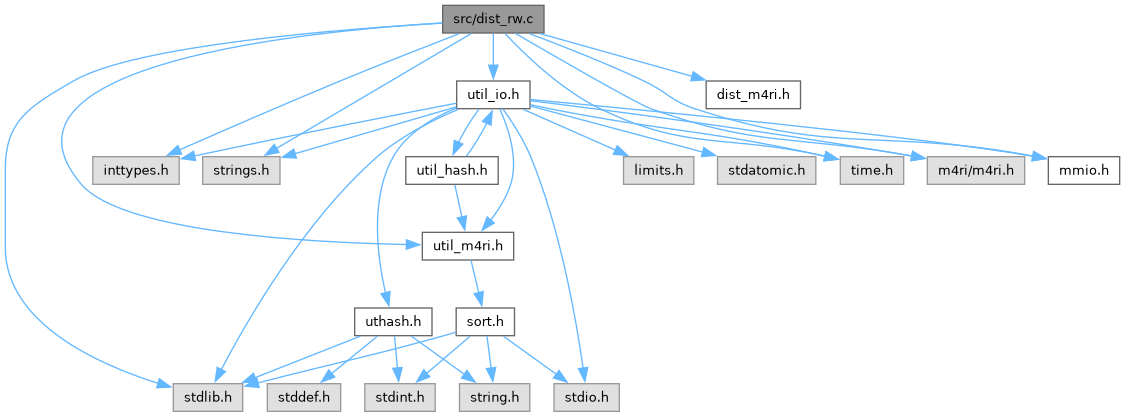 src/dist_rw.c
util_io.h
dist_m4ri.h
inttypes.h
strings.h
util_hash.h
limits.h
stdatomic.h
time.h
m4ri/m4ri.h
mmio.h
util_m4ri.h
uthash.h
sort.h
stdlib.h
stddef.h
stdint.h
string.h
stdio.h